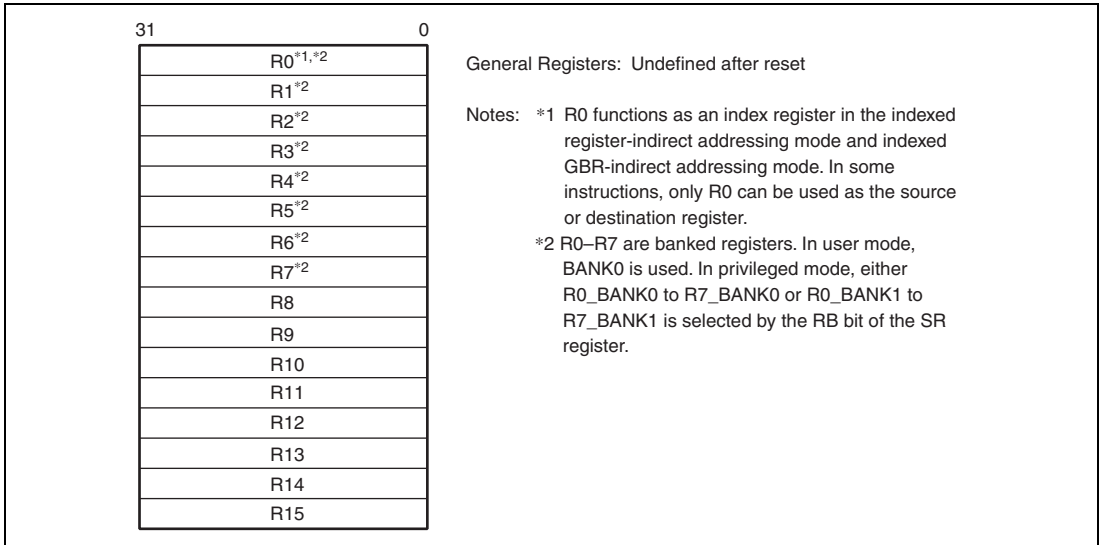 31 0
R0*1,*2
R1*2
R2*2
R3*2
R4*2
R5*2
R6*2
R7*2
R8
R9
R10
R11
R12
R13
R14
R15
General Registers: Undefined after reset
Notes: *1 R0 functions as an index register in the indexed
register-indirect addressing mode and indexed
GBR-indirect addressing mode. In some
instructions, only R0 can be used as the source
or destination register.
*2 R0–R7 are banked registers. In user mode,
BANK0 is used. In privileged mode, either
R0_BANK0 to R7_BANK0 or R0_BANK1 to
R7_BANK1 is selected by the RB bit of the SR
register.